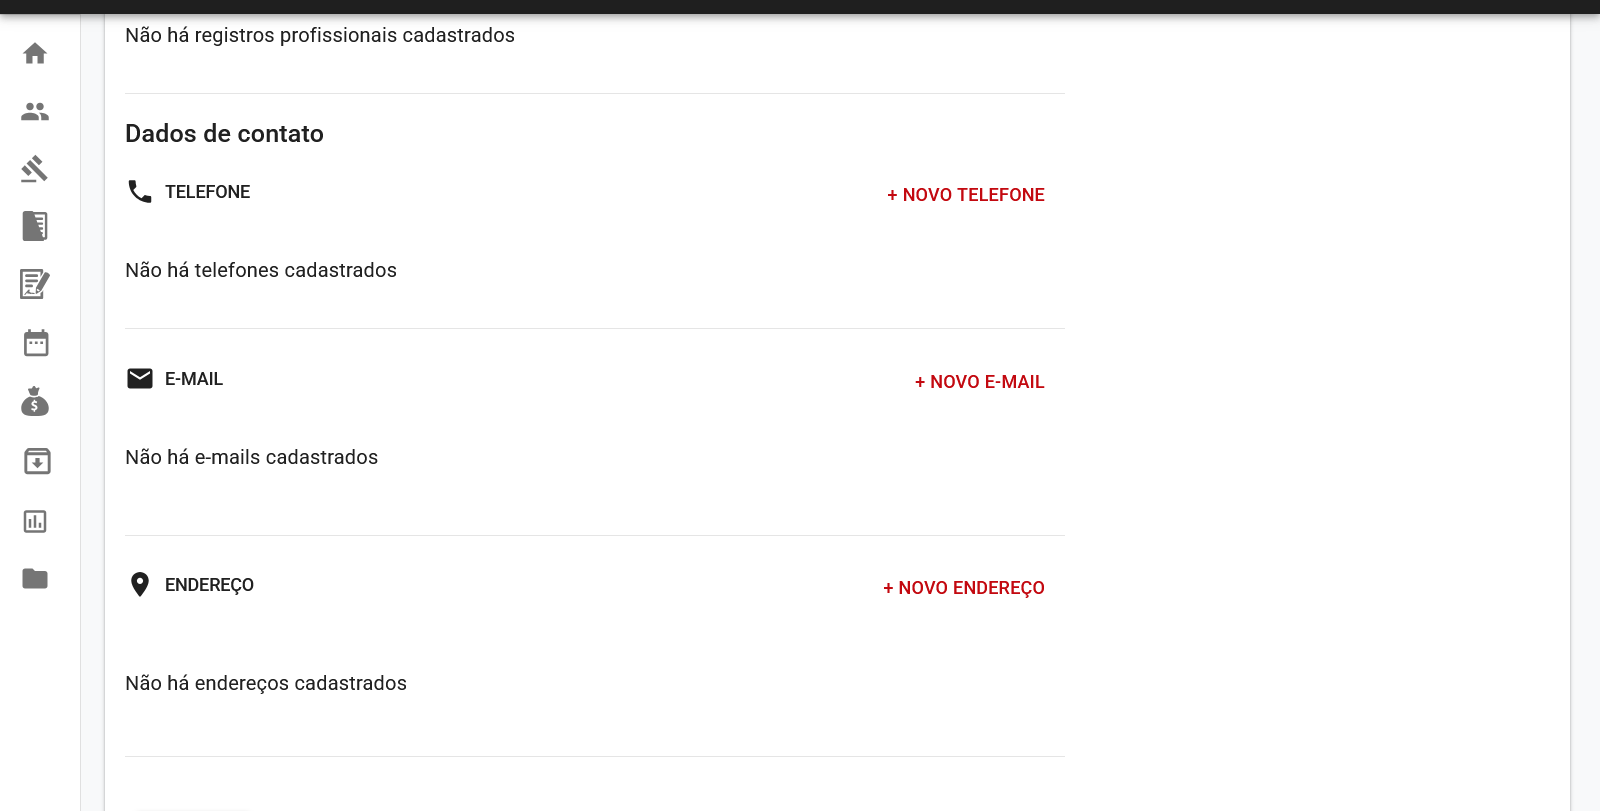 Não há registros profissionais cadastrados
Dados de contato
TELEFONE
+ NOVO TELEFONE
Não há telefones cadastrados
E-MAIL
+ NOVO E-MAIL
Não há e-mails cadastrados
ENDEREÇO
+ NOVO ENDEREÇO
Não há endereços cadastrados